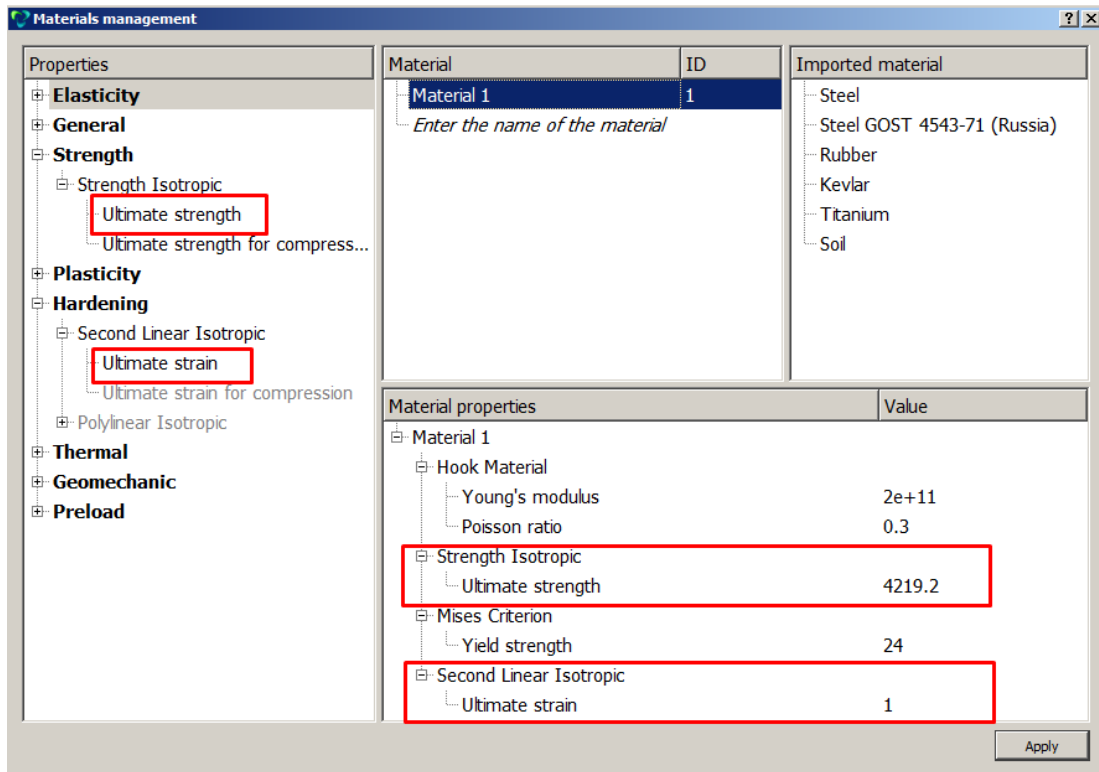 Materials management
Properties
Elasticity
General
Strength
Strength Isotropic
Ultimate strength
Ultimate strength for compress...
Plasticity
Hardening
Second Linear Isotropic
Ultimate strain
Ultimate strain for compression
Polylinear Isotropic
Thermal
Geomechanic
Preload
Material ID
Material 1 1
Enter the name of the material
Imported material
Steel
Steel GOST 4543-71 (Russia)
Rubber
Kevlar
Titanium
Soil
Material properties Value
Material 1
Hook Material
Young's modulus 2e+11
Poisson ratio 0.3
Strength Isotropic
Ultimate strength 4219.2
Mises Criterion
Yield strength 24
Second Linear Isotropic
Ultimate strain 1
Apply